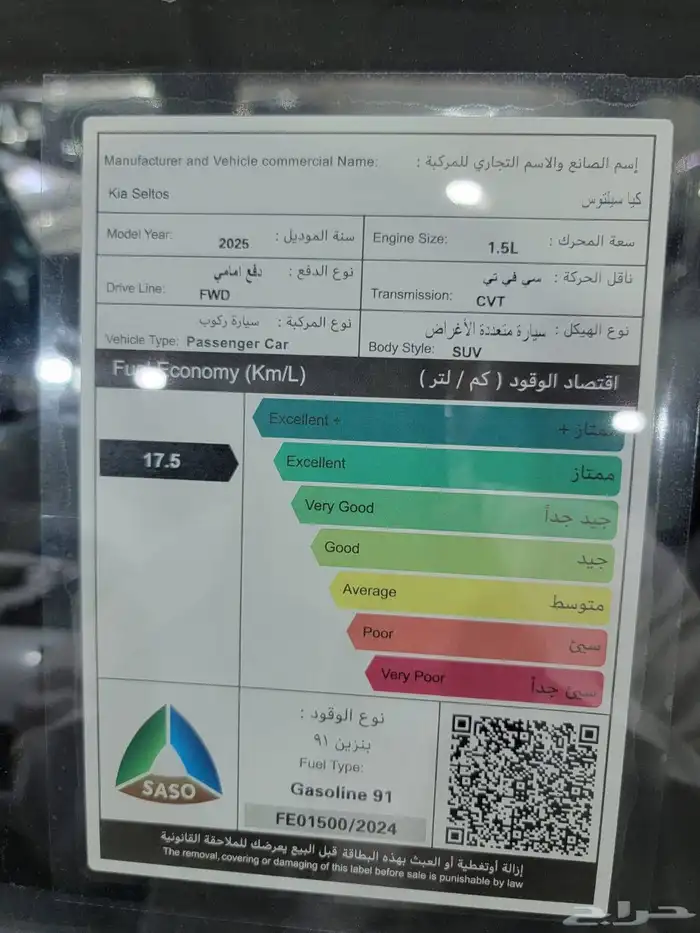 Manufacturer and Vehicle commercial Name: إسم الصانع والاسم التجاري للمركبة :
Kia Seltos كيا سيلتوس
Model Year: 2025 سنة الموديل :
Engine Size: 1.5L سعة المحرك :
Drive Line: FWD دفع امامي نوع الدفع :
Transmission: CVT سي في تي ناقل الحركة :
Vehicle Type: Passenger Car سيارة ركوب نوع المركبة :
Body Style: SUV سيارة متعددة الأغراض نوع الهيكل :
Fuel Economy (Km/L) اقتصاد الوقود ( كم / لتر )
17.5
Excellent + ممتاز +
Excellent ممتاز
Very Good جيد جداً
Good جيد
Average متوسط
Poor سيئ
Very Poor سيئ جداً
SASO
نوع الوقود :
بنزين ٩١
Fuel Type:
Gasoline 91
FE01500/2024
إزالة أوتغطية أو العبث بهذه البطاقة قبل البيع يعرضك للملاحقة القانونية
The removal, covering or damaging of this label before sale is punishable by law
حراج